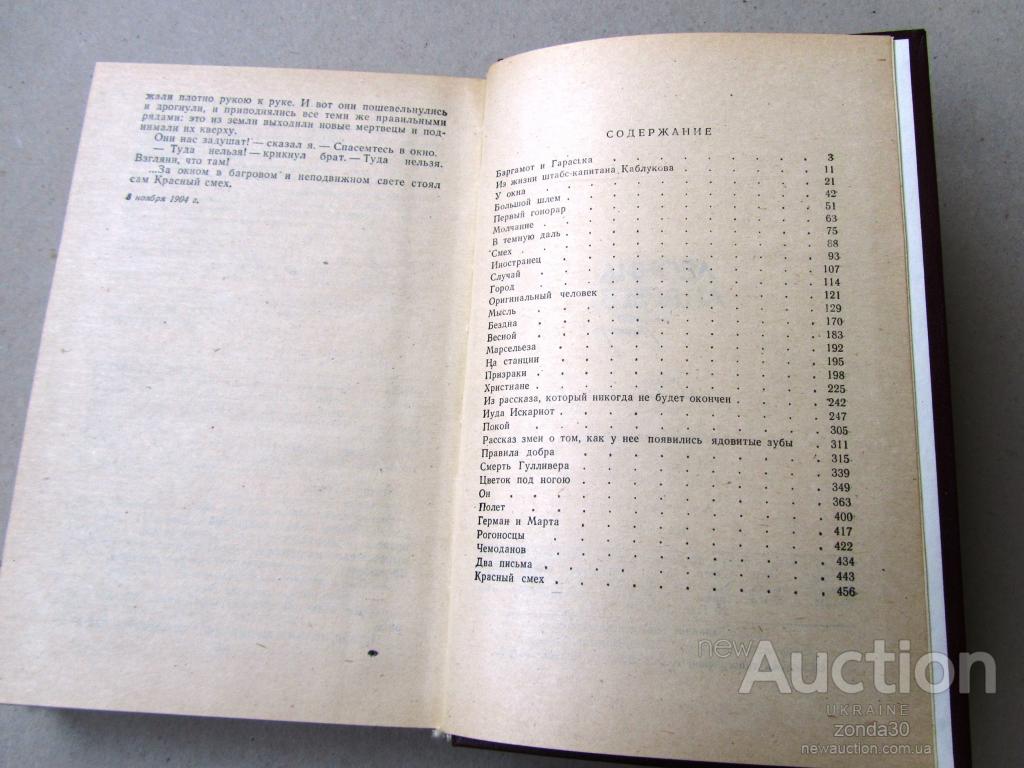 жали плотно рукою к руке. И вот они пошевельнулись
и дрогнули, и приподнялись все теми же правильными
рядами: это из земли выходили новые мертвецы и под-
нимали их кверху.
Они нас задушат! — сказал я. — Спасемтесь в окно.
— Туда нельзя! — крикнул брат. — Туда нельзя.
Взгляни, что там!
...За окном в багровом и неподвижном свете стоял
сам Красный смех.
8 ноября 1904 г.
СОДЕРЖАНИЕ
Баргамот и Гараська . . . 3
Из жизни штабс-капитана Каблукова . . . 11
У окна . . . 21
Большой шлем . . . 42
Первый гонорар . . . 51
Молчание . . . 63
В темную даль . . . 75
Смех . . . 88
Иностранец . . . 93
Случай . . . 107
Город . . . 114
Оригинальный человек . . . 121
Мысль . . . 129
Бездна . . . 170
Весной . . . 183
Марсельеза . . . 192
На станции . . . 195
Призраки . . . 198
Христиане . . . 225
Из рассказа, который никогда не будет окончен . . . 242
Иуда Искариот . . . 247
Покой . . . 305
Рассказ змеи о том, как у нее появились ядовитые зубы . 311
Правила добра . . . 315
Смерть Гулливера . . . 339
Цветок под ногою . . . 349
Он . . . 363
Полет . . . 400
Герман и Марта . . . 417
Рогоносцы . . . 422
Чемоданов . . . 434
Два письма . . . 443
Красный смех . . . 456
newAuction
UKRAINE
zonda30
newauction.com.ua